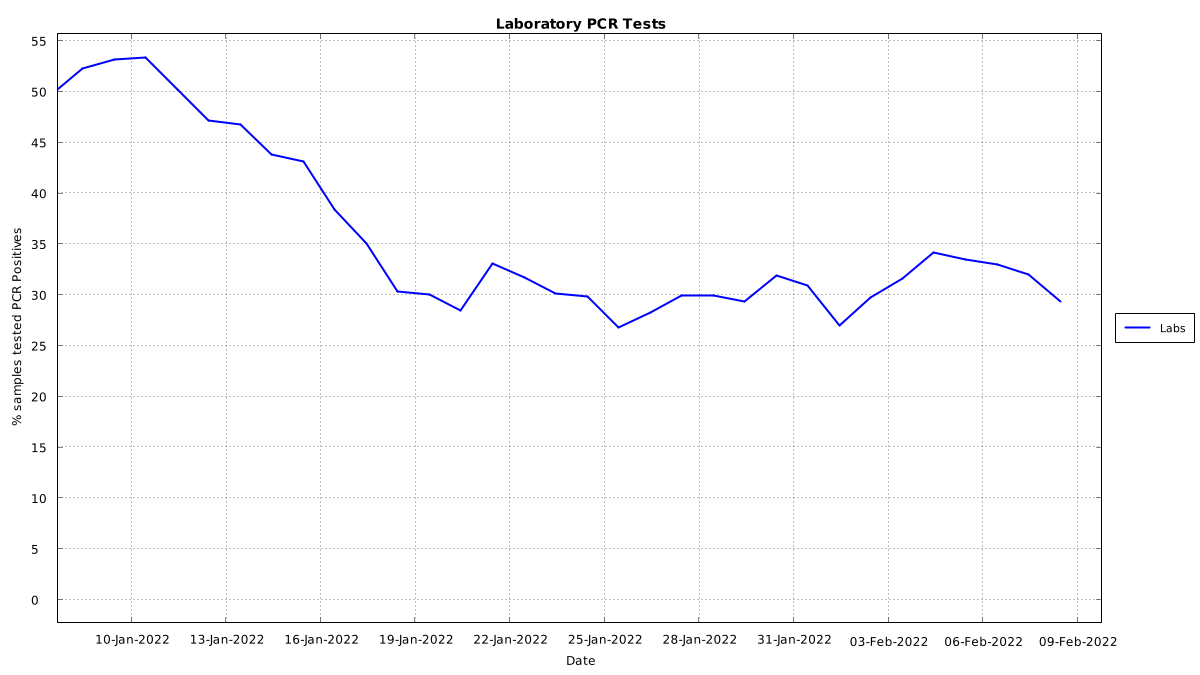 Laboratory PCR Tests
55
50
45
40
35
30
25
20
15
10
5
0
% samples tested PCR Positives
10-Jan-2022 13-Jan-2022 16-Jan-2022 19-Jan-2022 22-Jan-2022 25-Jan-2022 28-Jan-2022 31-Jan-2022 03-Feb-2022 06-Feb-2022 09-Feb-2022
Date
Labs